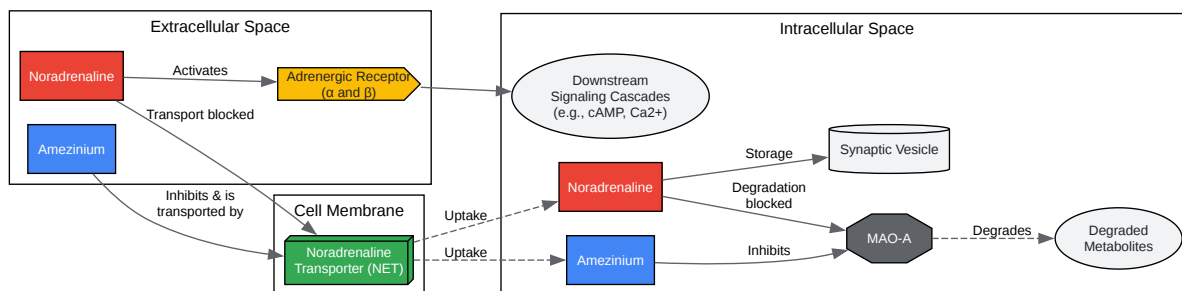 Extracellular Space
Intracellular Space
Noradrenaline
Activates
Adrenergic Receptor
(α and β)
Downstream
Signaling Cascades
(e.g., cAMP, Ca2+)
Transport blocked
Amezinium
Inhibits & is
transported by
Cell Membrane
Noradrenaline
Transporter (NET)
Uptake
Uptake
Noradrenaline
Amezinium
Storage
Synaptic Vesicle
Degradation
blocked
Inhibits
MAO-A
Degrades
Degraded
Metabolites